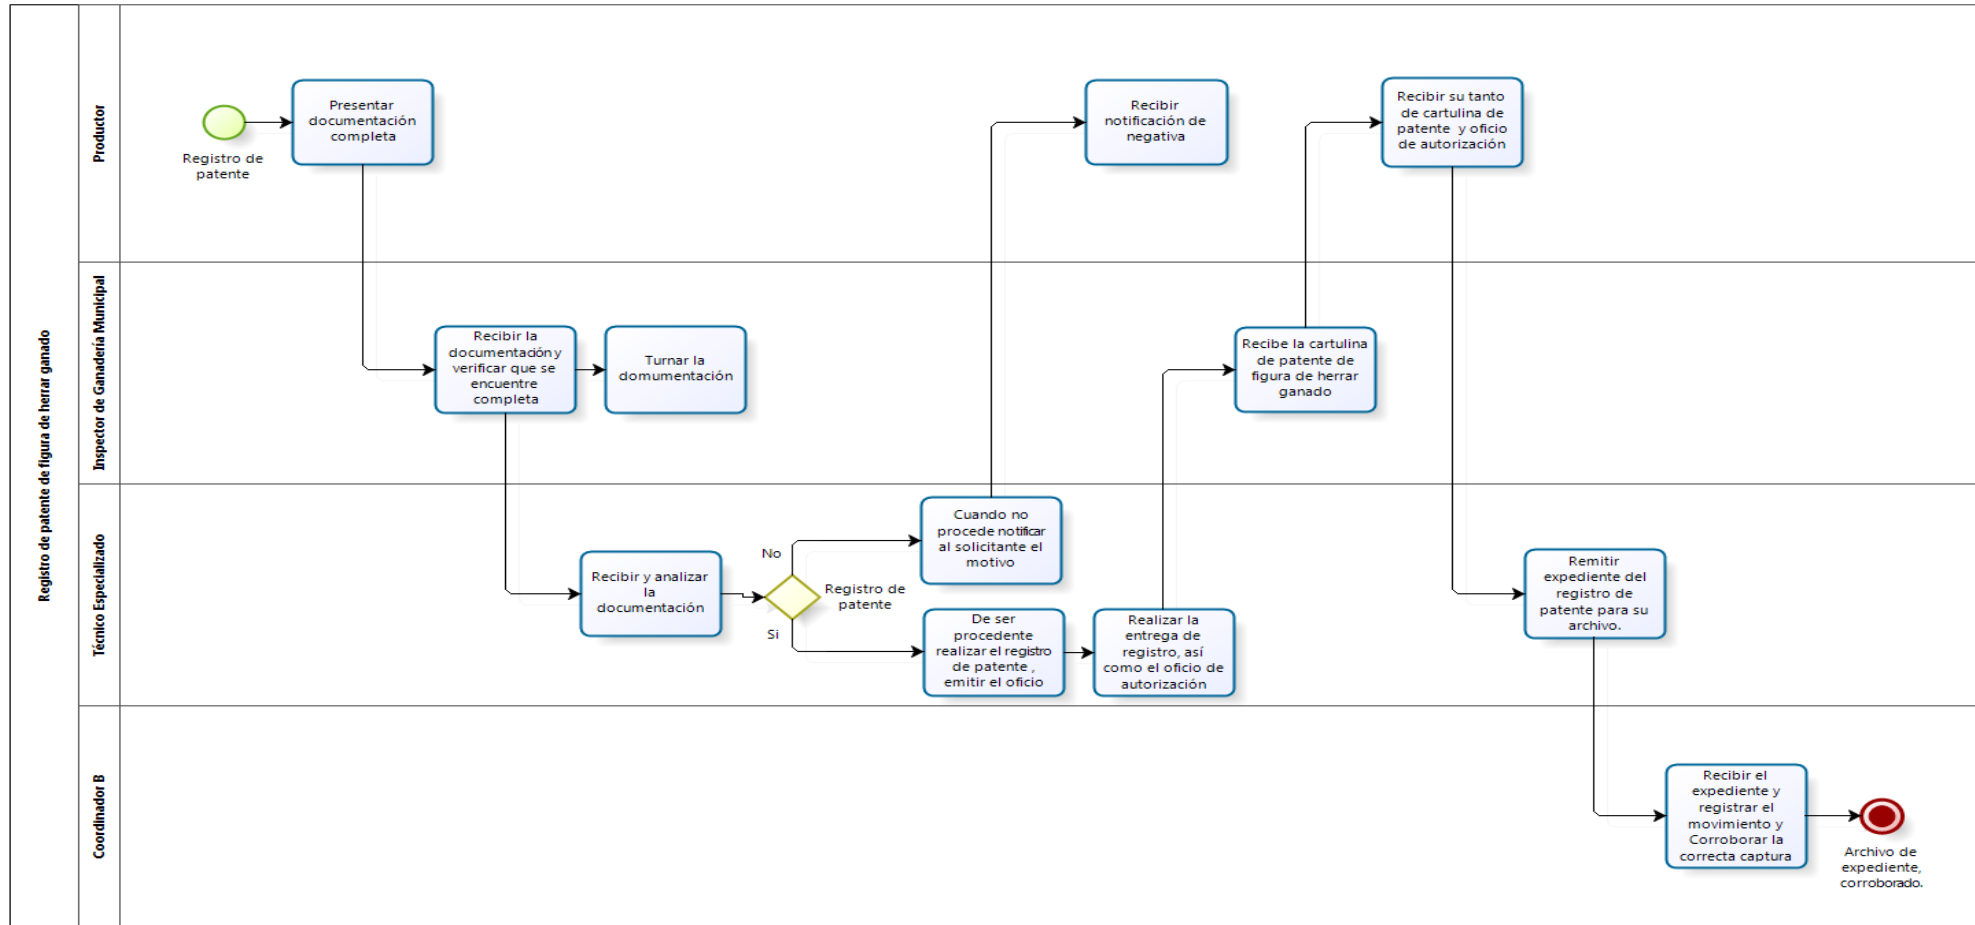 Registro de patente de figura de herrar ganado
Productor
Registro de
patente
Presentar
documentación
completa
Recibir
notificación de
negativa
Recibir su tanto
de cartulina de
patente y oficio
de autorización
Inspector de Ganadería Municipal
Recibir la
documentación y
verificar que se
encuentre
completa
Turnar la
domumentación
Recibe la cartulina
de patente de
figura de herrar
ganado
Técnico Especializado
Recibir y analizar
la
documentación
No
Si
Registro de
patente
Cuando no
procede notificar
al solicitante el
motivo
De ser
procedente
realizar el registro
de patente ,
emitir el oficio
Realizar la
entrega de
registro, así
como el oficio de
autorización
Remitir
expediente del
registro de
patente para su
archivo.
Coordinador B
Recibir el
expediente y
registrar el
movimiento y
Corroborar la
correcta captura
Archivo de
expediente,
corroborado.